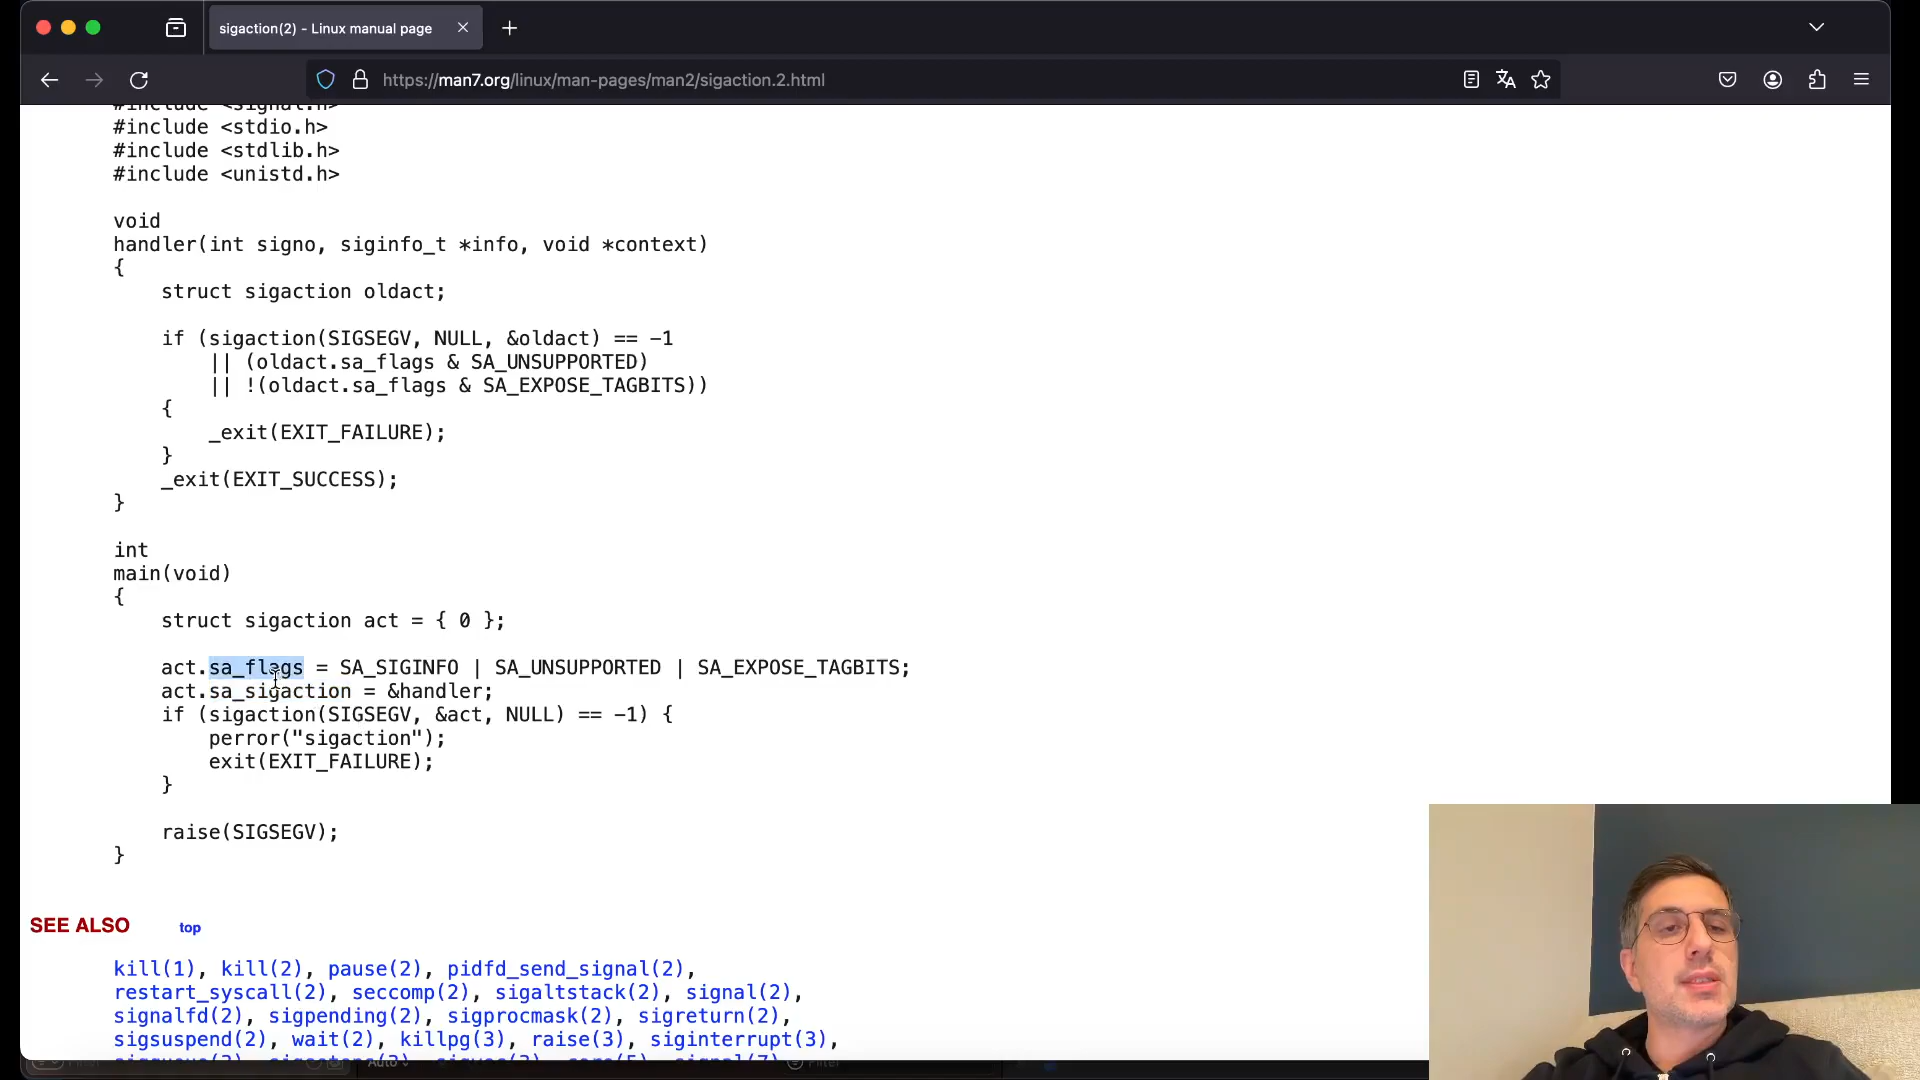 sigaction(2) - Linux manual page
https://man7.org/linux/man-pages/man2/sigaction.2.html
#include <signal.h>
#include <stdio.h>
#include <stdlib.h>
#include <unistd.h>
void
handler(int signo, siginfo_t *info, void *context)
{
struct sigaction oldact;
if (sigaction(SIGSEGV, NULL, &oldact) == -1
|| (oldact.sa_flags & SA_UNSUPPORTED)
|| !(oldact.sa_flags & SA_EXPOSE_TAGBITS))
{
_exit(EXIT_FAILURE);
}
_exit(EXIT_SUCCESS);
}
int
main(void)
{
struct sigaction act = { 0 };
act.sa_flags = SA_SIGINFO | SA_UNSUPPORTED | SA_EXPOSE_TAGBITS;
act.sa_sigaction = &handler;
if (sigaction(SIGSEGV, &act, NULL) == -1) {
perror("sigaction");
exit(EXIT_FAILURE);
}
raise(SIGSEGV);
}
SEE ALSO top
kill(1), kill(2), pause(2), pidfd_send_signal(2),
restart_syscall(2), seccomp(2), sigaltstack(2), signal(2),
signalfd(2), sigpending(2), sigprocmask(2), sigreturn(2),
sigsuspend(2), wait(2), killpg(3), raise(3), siginterrupt(3),
Auto
Filter